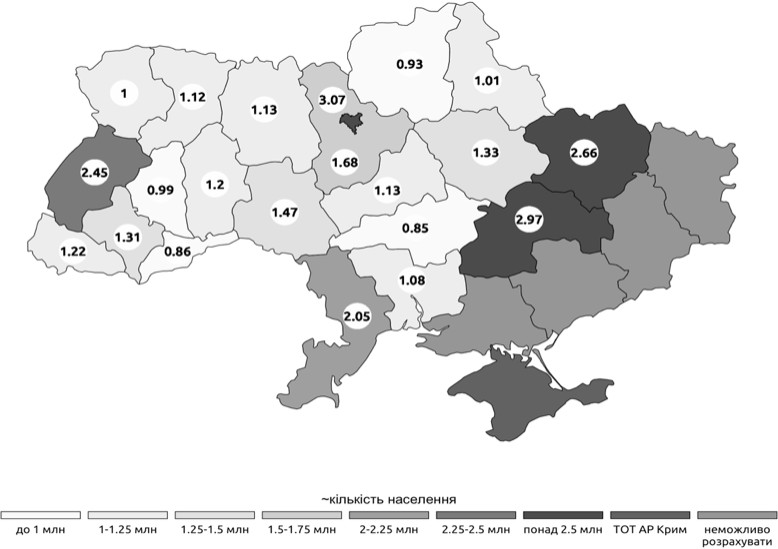 0.93
1.01
1
1.12
1.13
3.07
2.45
0.99
1.2
1.68
1.33
2.66
1.13
1.47
2.97
1.31
0.85
1.22
0.86
1.08
2.05
~кількість населення
до 1 млн
1-1.25 млн
1.25-1.5 млн
1.5-1.75 млн
2-2.25 млн
2.25-2.5 млн
понад 2.5 млн
ТОТ АР Крим
неможливо
розрахувати